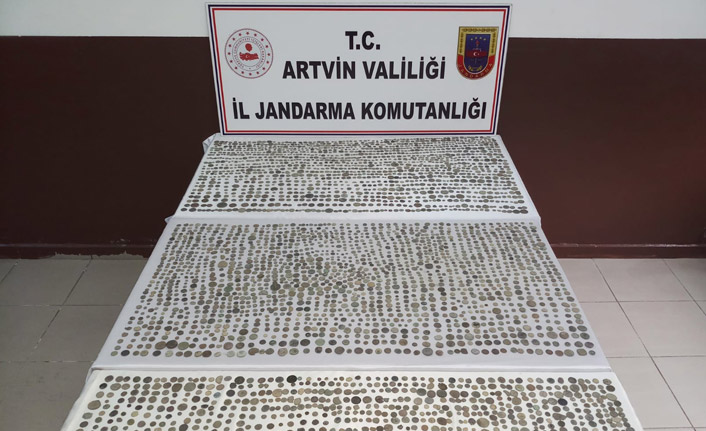 T.C.
ARTVİN VALİLİĞİ
İL JANDARMA KOMUTANLIĞI